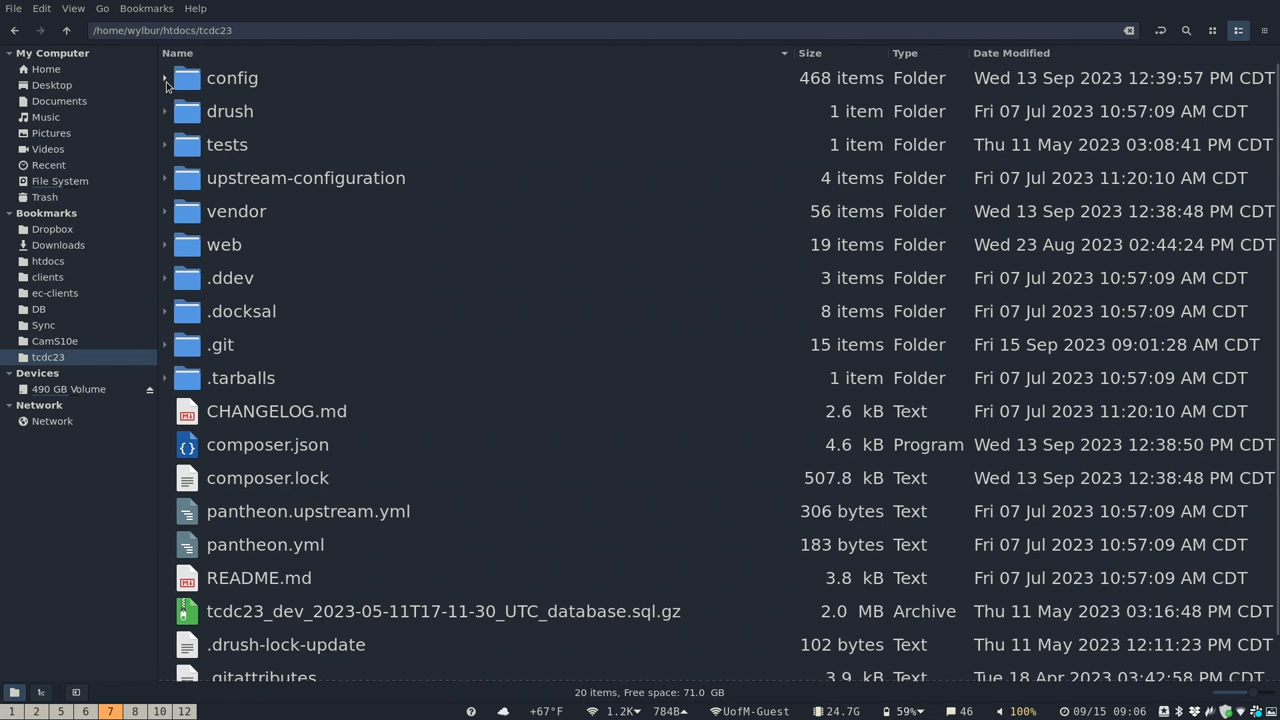 File Edit View Go Bookmarks Help
/home/wylbur/htdocs/tcdc23
My Computer
Home
Desktop
Documents
Music
Pictures
Videos
Recent
File System
Trash
Bookmarks
Dropbox
Downloads
htdocs
clients
ec-clients
DB
Sync
CamS10e
tcdc23
Devices
490 GB Volume
Network
Network
Name Size Type Date Modified
config 468 items Folder Wed 13 Sep 2023 12:39:57 PM CDT
drush 1 item Folder Fri 07 Jul 2023 10:57:09 AM CDT
tests 1 item Folder Thu 11 May 2023 03:08:41 PM CDT
upstream-configuration 4 items Folder Fri 07 Jul 2023 11:20:10 AM CDT
vendor 56 items Folder Wed 13 Sep 2023 12:38:48 PM CDT
web 19 items Folder Wed 23 Aug 2023 02:44:24 PM CDT
.ddev 3 items Folder Fri 07 Jul 2023 10:57:09 AM CDT
.docksal 8 items Folder Fri 07 Jul 2023 10:57:09 AM CDT
.git 15 items Folder Fri 15 Sep 2023 09:01:28 AM CDT
.tarballs 1 item Folder Fri 07 Jul 2023 10:57:09 AM CDT
CHANGELOG.md 2.6 kB Text Fri 07 Jul 2023 11:20:10 AM CDT
composer.json 4.6 kB Program Wed 13 Sep 2023 12:38:50 PM CDT
composer.lock 507.8 kB Text Wed 13 Sep 2023 12:38:48 PM CDT
pantheon.upstream.yml 306 bytes Text Fri 07 Jul 2023 10:57:09 AM CDT
pantheon.yml 183 bytes Text Fri 07 Jul 2023 10:57:09 AM CDT
README.md 3.8 kB Text Fri 07 Jul 2023 10:57:09 AM CDT
tcdc23_dev_2023-05-11T17-11-30_UTC_database.sql.gz 2.0 MB Archive Thu 11 May 2023 03:16:48 PM CDT
.drush-lock-update 102 bytes Text Thu 11 May 2023 12:11:23 PM CDT
.gitattributes 3.9 kB Text Tue 18 Apr 2023 03:42:58 PM CDT
20 items, Free space: 71.0 GB
1 2 5 6 7 8 10 12 +67°F 1.2K 784B UofM-Guest 24.7G 59% 46 100% 09/15 09:06